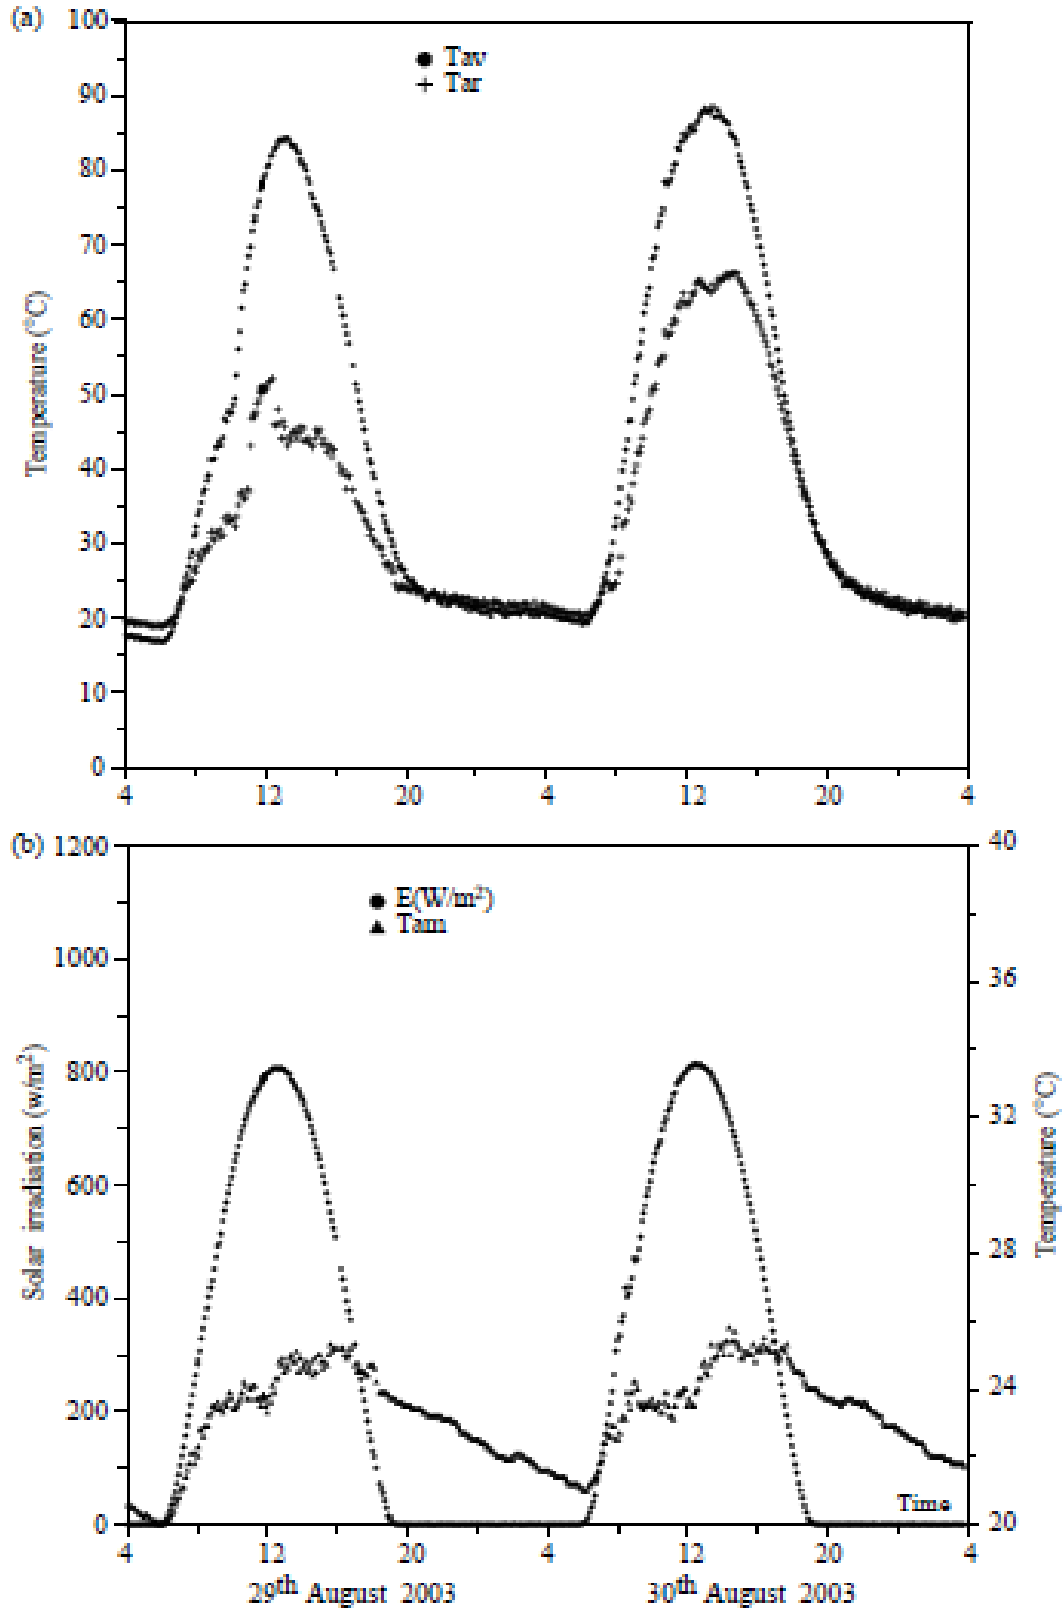 (a)
100
90
80
70
60
50
40
30
20
10
0
Temperature (°C)
Tav
Tar
4 12 20 4 12 20 4
(b)
1200
1000
800
600
400
200
0
Solar irradiation (w/m²)
E(W/m²)
Tam
40
36
32
28
24
20
Temperature (°C)
Time
4 12 20 4 12 20 4
29th August 2003 30th August 2003